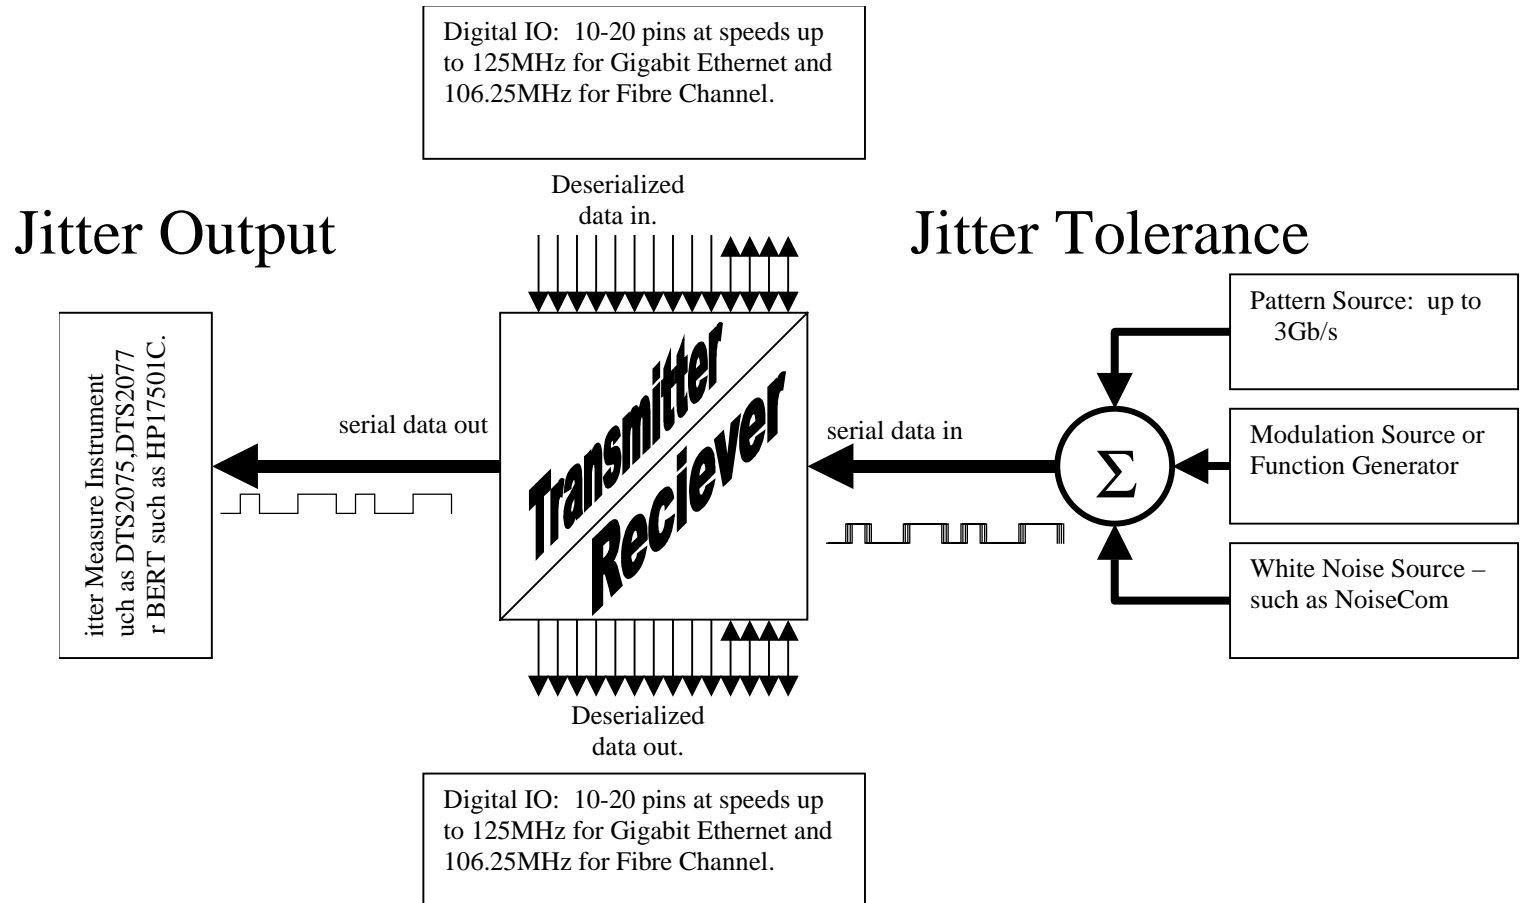 Digital IO: 10-20 pins at speeds up
to 125MHz for Gigabit Ethernet and
106.25MHz for Fibre Channel.
Deserialized
data in.
Jitter Output
Jitter Tolerance
itter Measure Instrument
uch as DTS2075,DTS2077
r BERT such as HP17501C.
serial data out
Transmitter
Reciever
serial data in
Σ
Pattern Source: up to
3Gb/s
Modulation Source or
Function Generator
White Noise Source –
such as NoiseCom
Deserialized
data out.
Digital IO: 10-20 pins at speeds up
to 125MHz for Gigabit Ethernet and
106.25MHz for Fibre Channel.